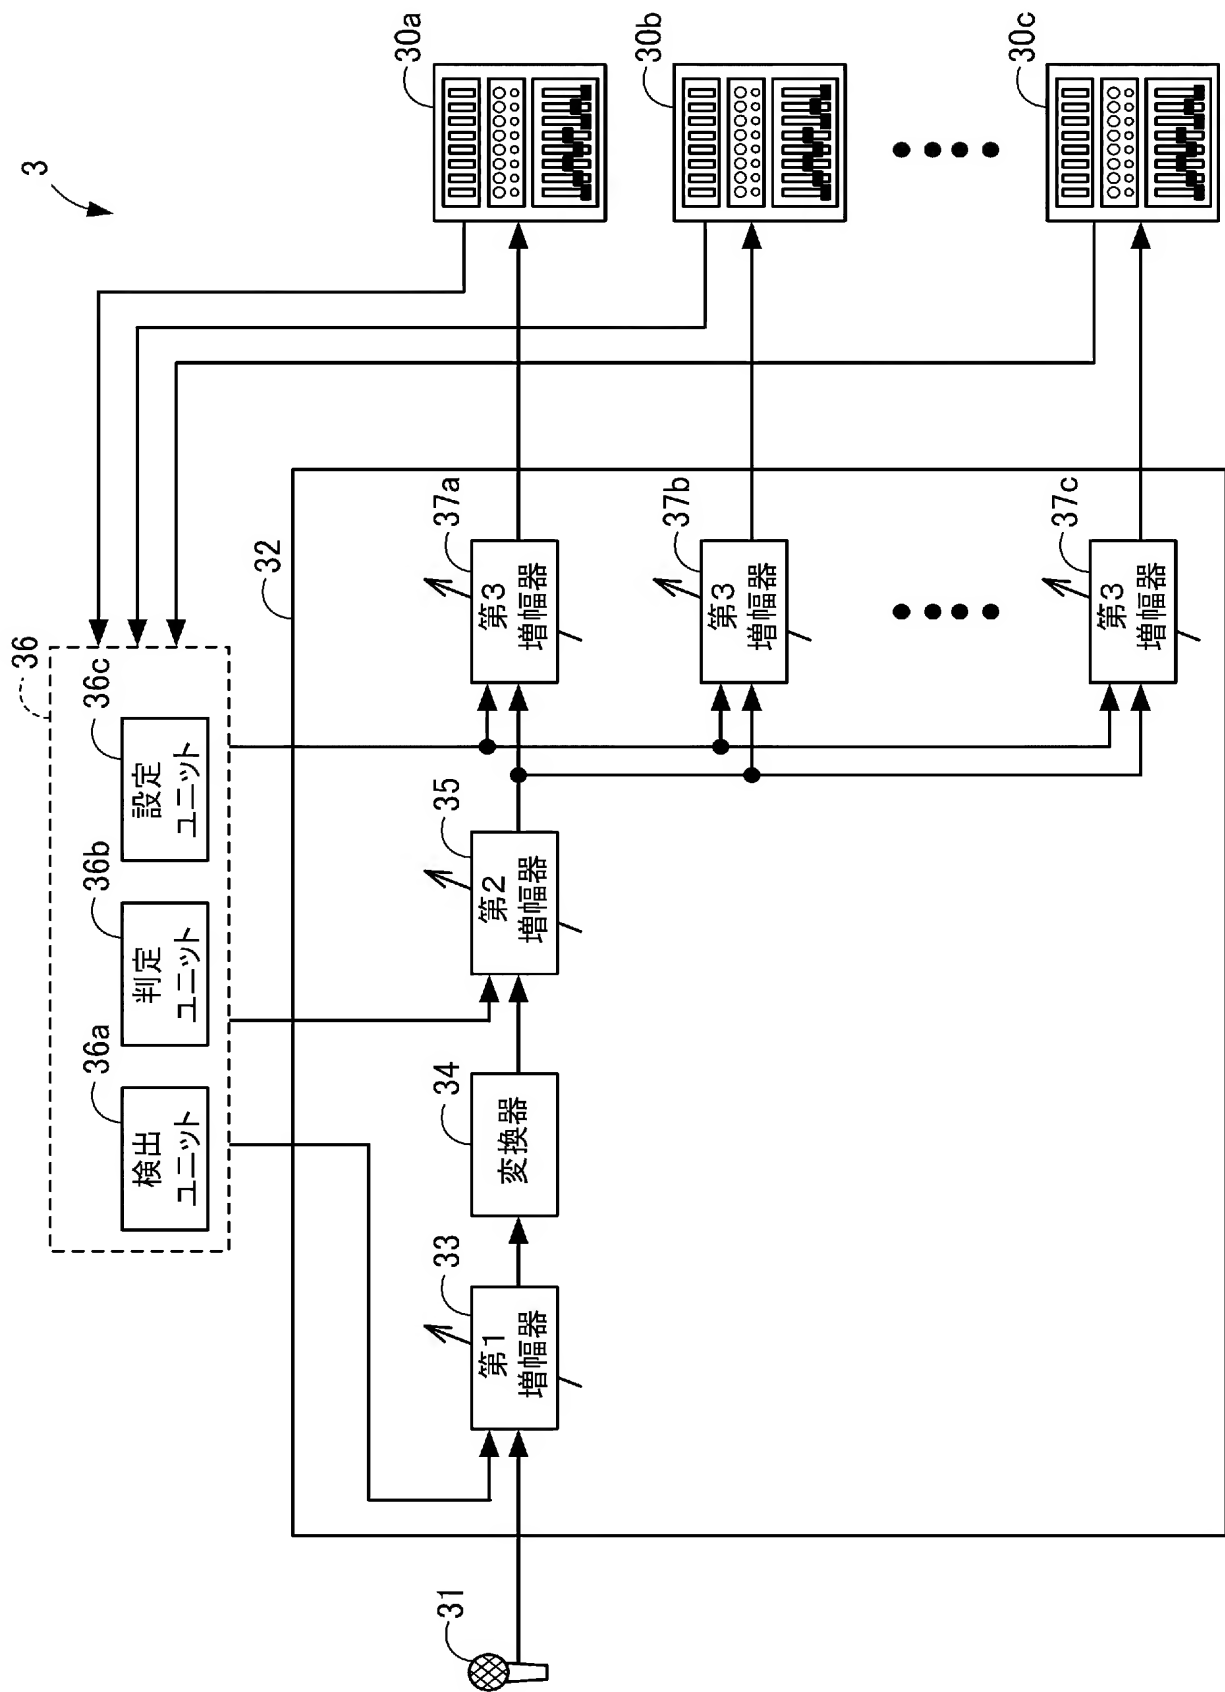 3
36
36a
検出
ユニット
36b
判定
ユニット
36c
設定
ユニット
32
31
33
第1
増幅器
34
変換器
35
第2
増幅器
37a
第3
増幅器
30a
37b
第3
増幅器
30b
37c
第3
増幅器
30c